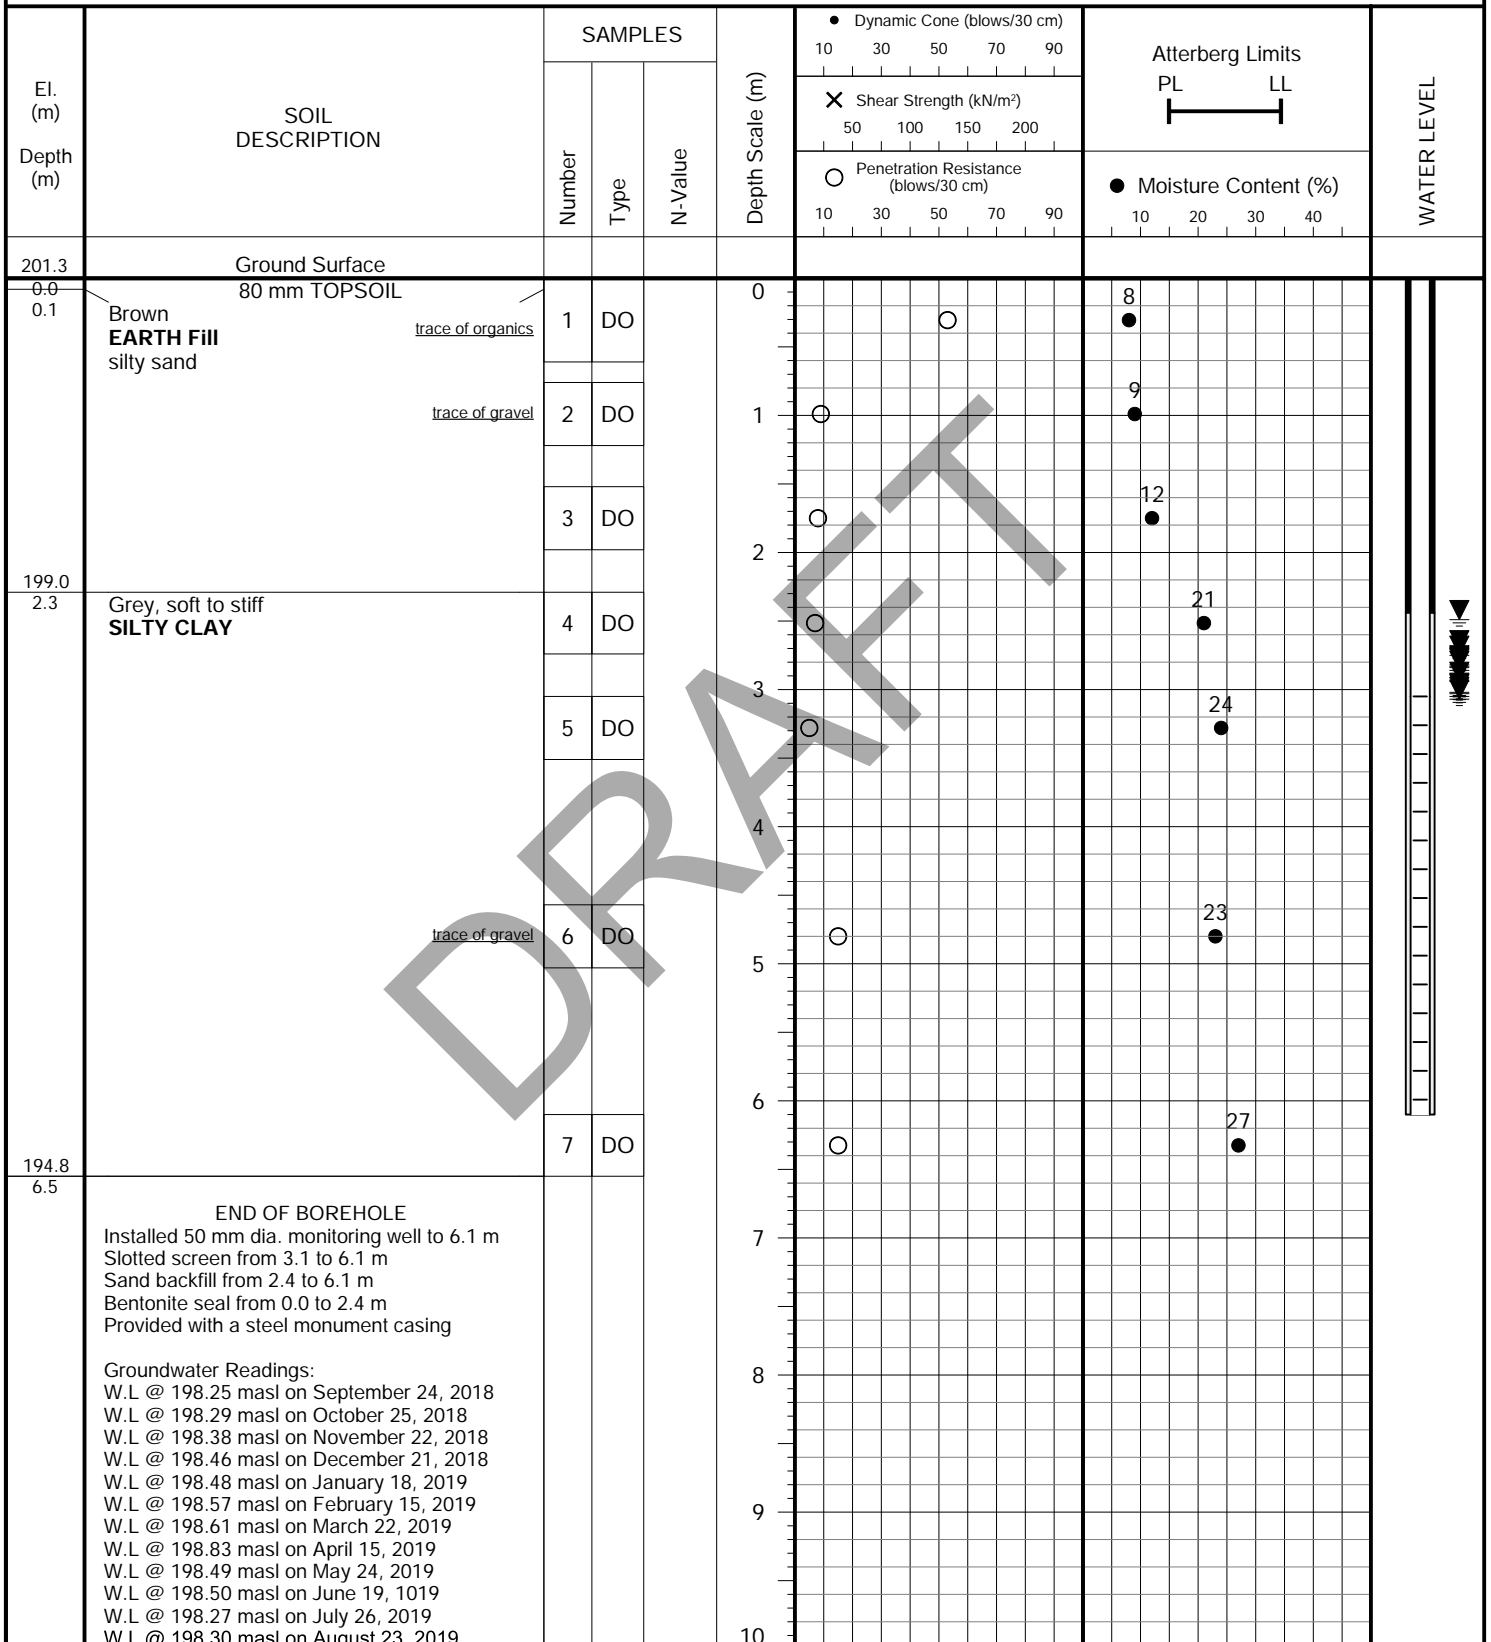 El.
(m)
Depth
(m)
SOIL
DESCRIPTION
SAMPLES
Number
Type
N-Value
Depth Scale (m)
Dynamic Cone (blows/30 cm)
10 30 50 70 90
Shear Strength (kN/m²)
50 100 150 200
Penetration Resistance
(blows/30 cm)
10 30 50 70 90
Atterberg Limits
PL LL
Moisture Content (%)
10 20 30 40
WATER LEVEL
201.3 Ground Surface
0.0 80 mm TOPSOIL 0
0.1 Brown
EARTH Fill
silty sand
trace of organics 1 DO 8
trace of gravel 2 DO 1 9
3 DO 12
2
199.0
2.3 Grey, soft to stiff
SILTY CLAY
4 DO 21
3
5 DO 24
4
trace of gravel 6 DO 23
5
6
7 DO 27
194.8
6.5
END OF BOREHOLE
Installed 50 mm dia. monitoring well to 6.1 m
Slotted screen from 3.1 to 6.1 m
Sand backfill from 2.4 to 6.1 m
Bentonite seal from 0.0 to 2.4 m
Provided with a steel monument casing
7
Groundwater Readings:
8
W.L @ 198.25 masl on September 24, 2018
W.L @ 198.29 masl on October 25, 2018
W.L @ 198.38 masl on November 22, 2018
W.L @ 198.46 masl on December 21, 2018
W.L @ 198.48 masl on January 18, 2019
W.L @ 198.57 masl on February 15, 2019
9
W.L @ 198.61 masl on March 22, 2019
W.L @ 198.83 masl on April 15, 2019
W.L @ 198.49 masl on May 24, 2019
W.L @ 198.50 masl on June 19, 1019
W.L @ 198.27 masl on July 26, 2019
W.L @ 198.30 masl on August 23, 2019
10
DRAFT